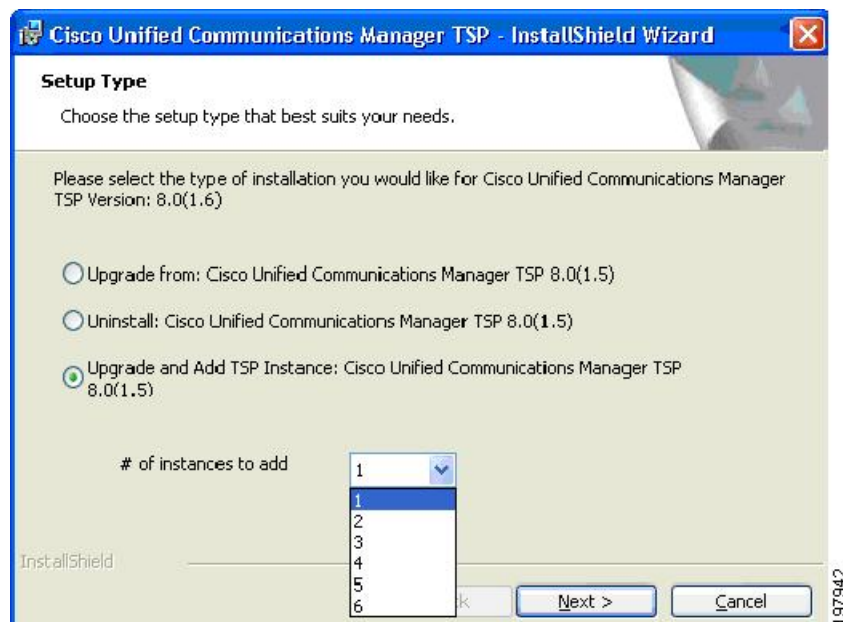 Cisco Unified Communications Manager TSP - InstallShield Wizard
Setup Type
Choose the setup type that best suits your needs.
Please select the type of installation you would like for Cisco Unified Communications Manager
TSP Version: 8.0(1.6)
Upgrade from: Cisco Unified Communications Manager TSP 8.0(1.5)
Uninstall: Cisco Unified Communications Manager TSP 8.0(1.5)
Upgrade and Add TSP Instance: Cisco Unified Communications Manager TSP
8.0(1.5)
# of instances to add
1
1
2
3
4
5
6
InstallShield
Next >
Cancel
197942